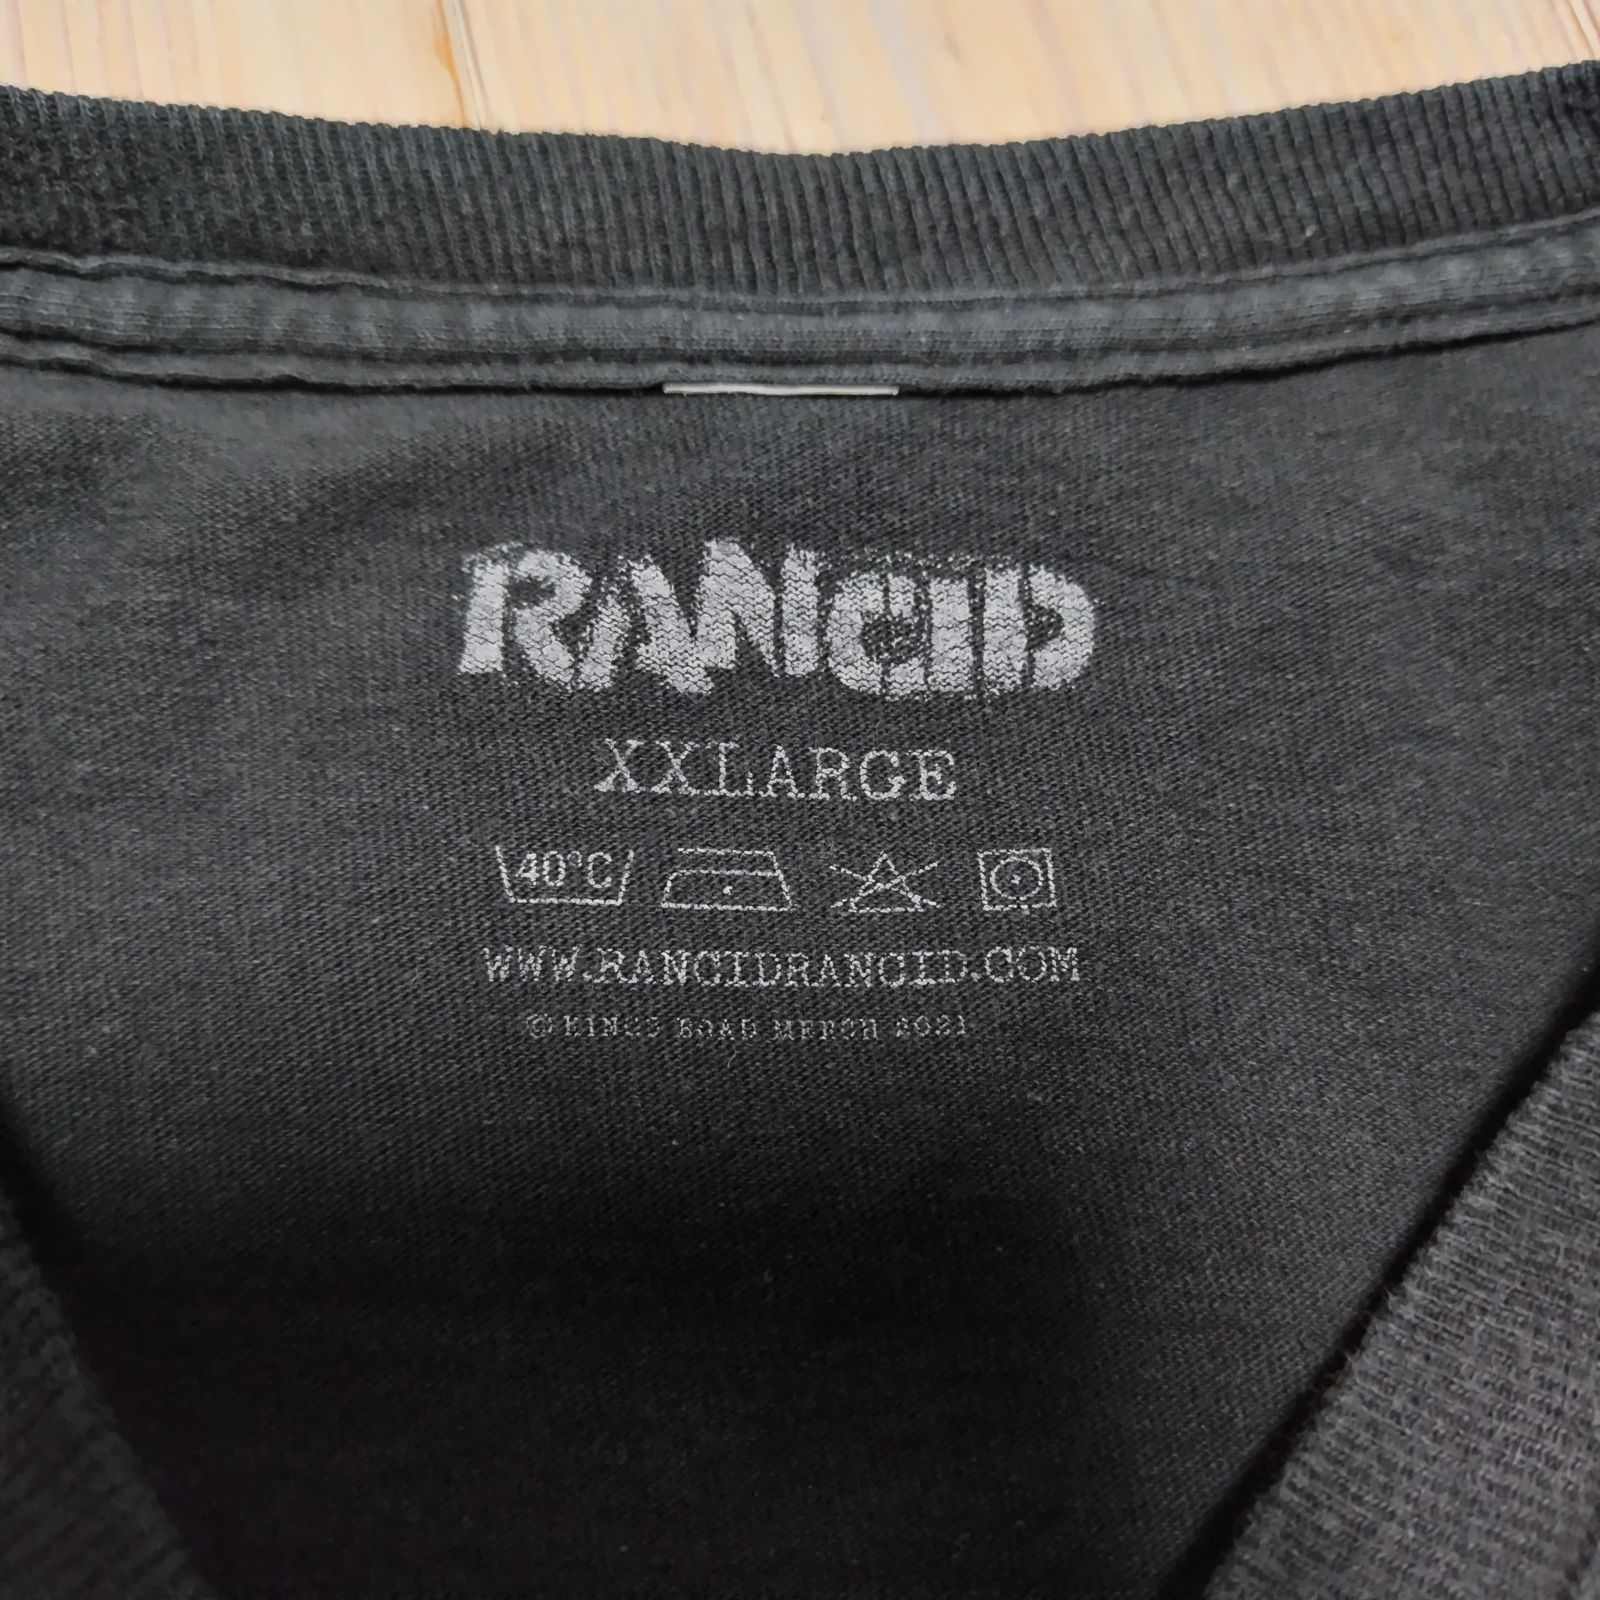 RANCID
XXLARGE
40°C
WWW.RANCIDRANCID.COM
© KINGS ROAD MERCH 2021